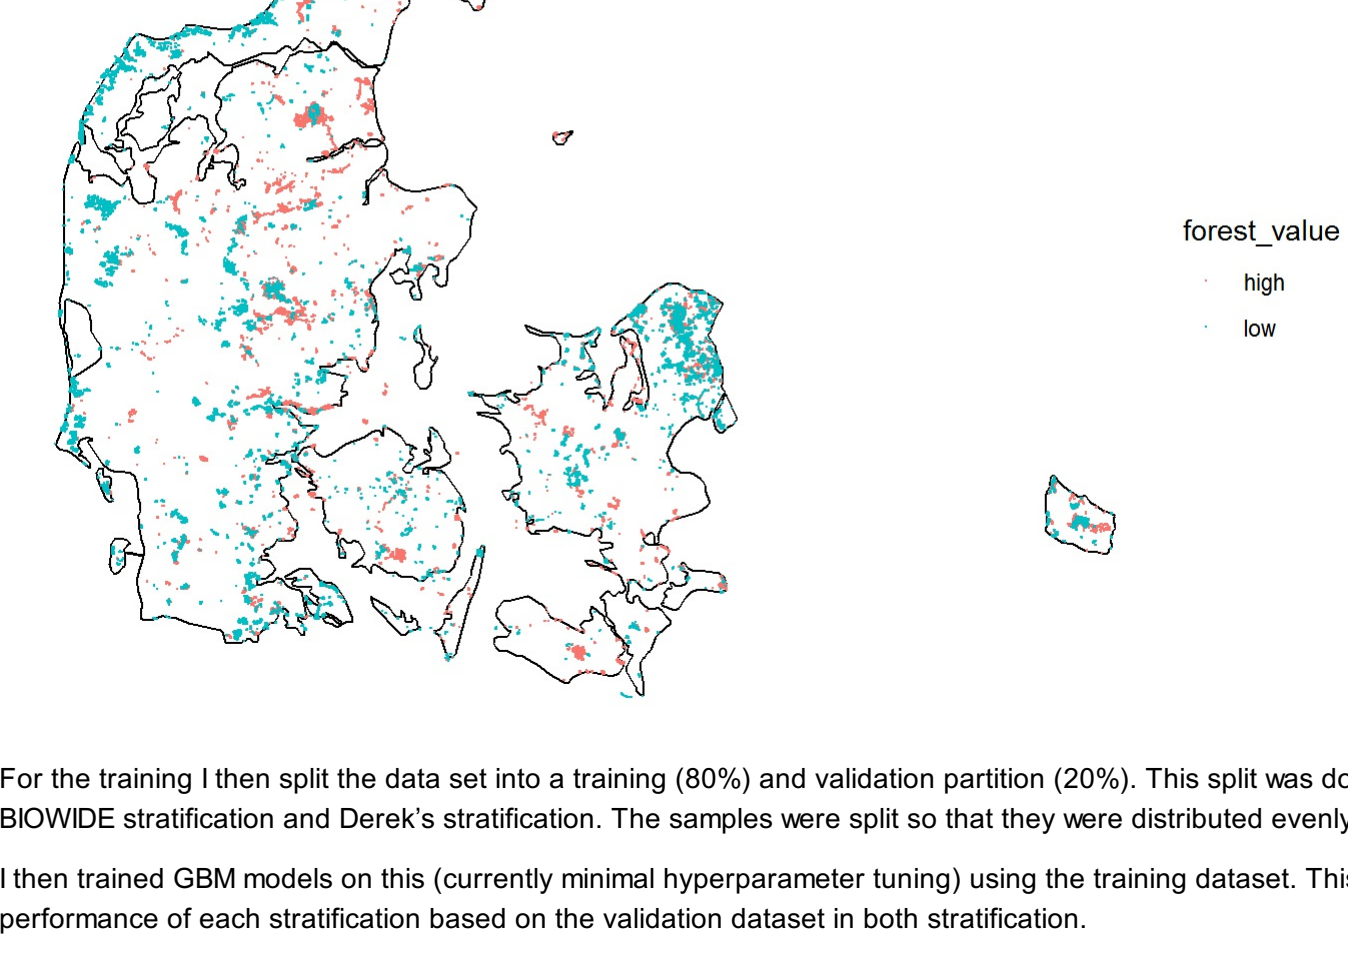 forest_value
high
low
For the training I then split the data set into a training (80%) and validation partition (20%). This split was do
BIOWIDE stratification and Derek’s stratification. The samples were split so that they were distributed evenly
I then trained GBM models on this (currently minimal hyperparameter tuning) using the training dataset. This
performance of each stratification based on the validation dataset in both stratification.